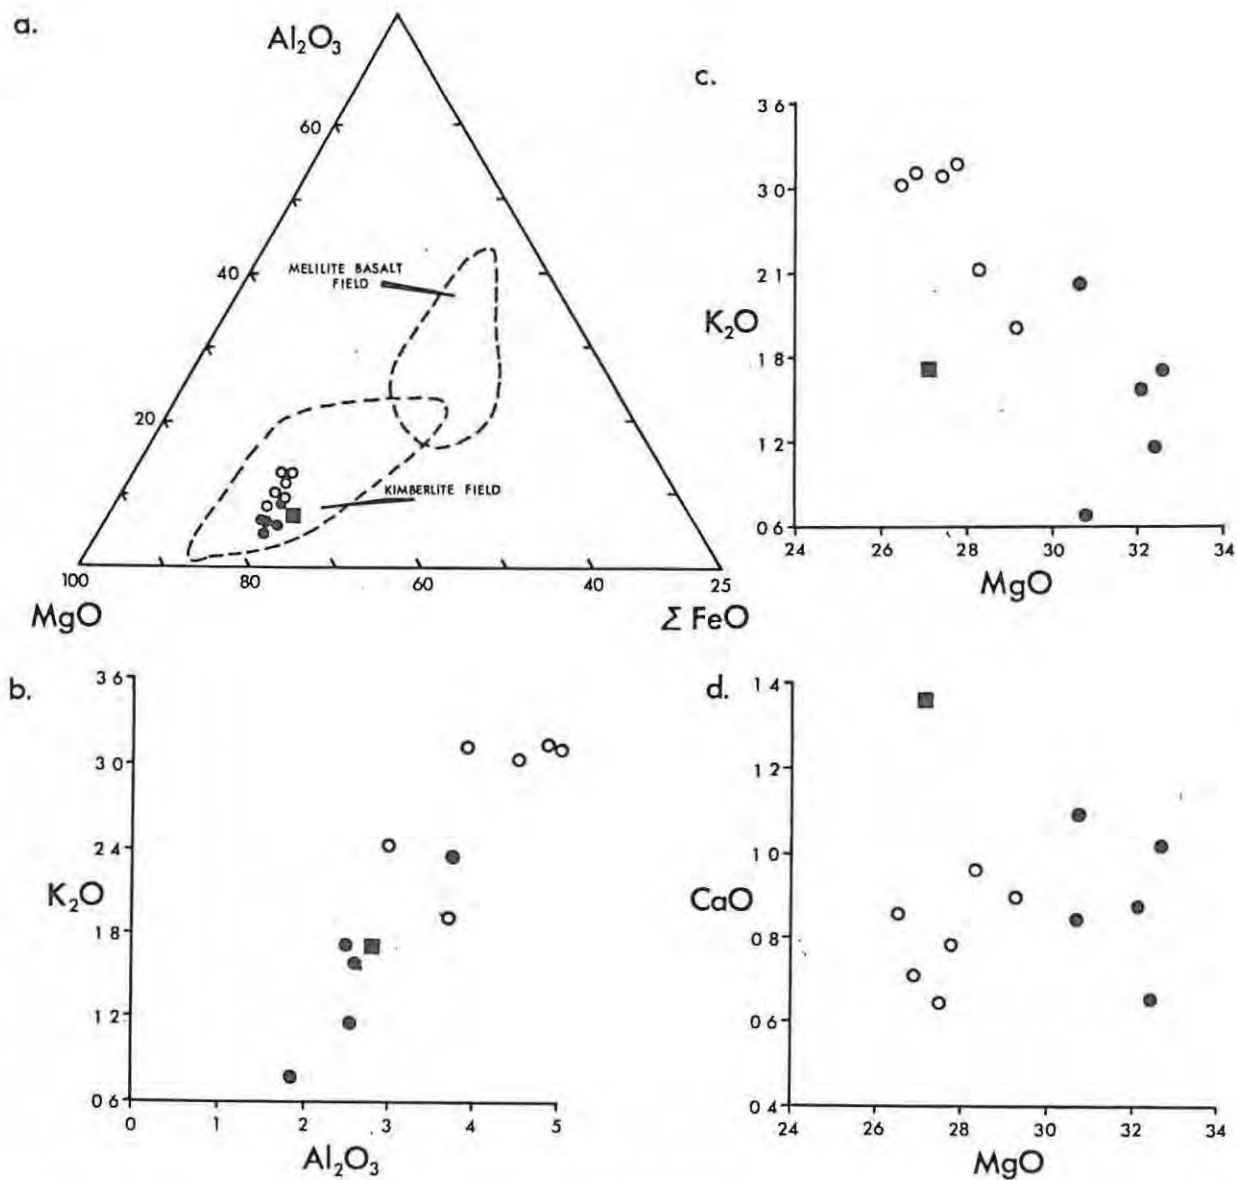 a.
Al₂O₃
60
40
20
MELILITE BASALT
FIELD
KIMBERLITE FIELD
100 80 60 40 25
MgO Σ FeO
b.
3 6
3 0
2 4
K₂O
1 8
1 2
0 6
0 1 2 3 4 5
Al₂O₃
c.
3 6
3 0
2 1
K₂O
1 8
1 2
0 6
24 26 28 30 32 34
MgO
d.
1.4
1 2
1 0
CaO
0 8
0 6
0 4
24 26 28 30 32 34
MgO